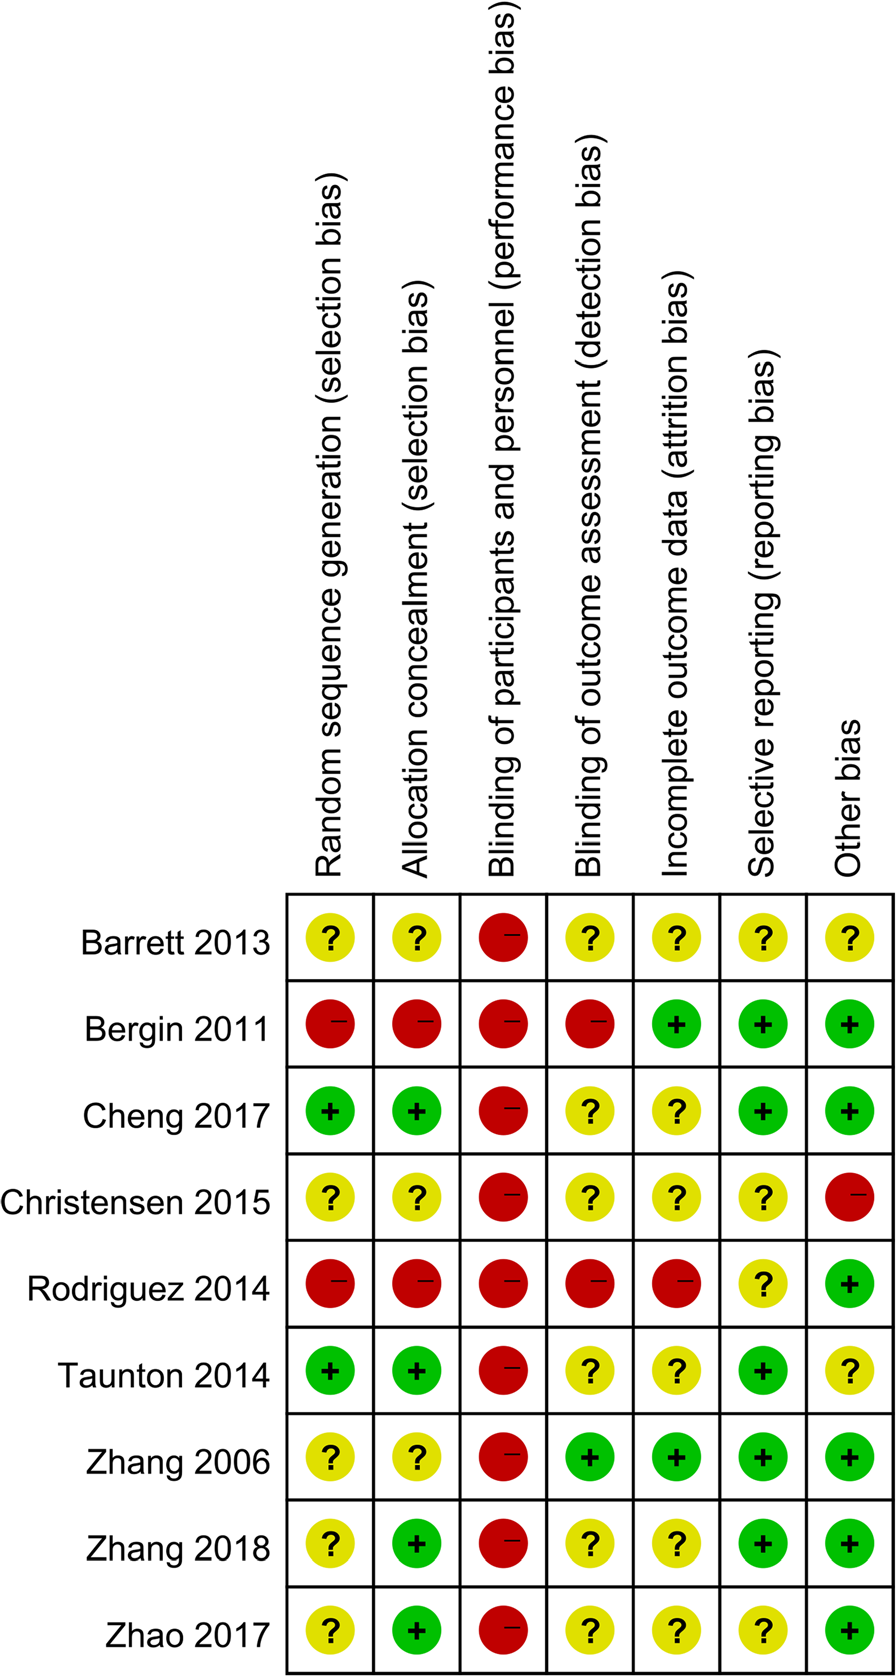 Random sequence generation (selection bias)
Allocation concealment (selection bias)
Blinding of participants and personnel (performance bias)
Blinding of outcome assessment (detection bias)
Incomplete outcome data (attrition bias)
Selective reporting (reporting bias)
Other bias
Barrett 2013 ? ? – ? ? ? ?
Bergin 2011 – – – – + + +
Cheng 2017 + + – ? ? + +
Christensen 2015 ? ? – ? ? ? –
Rodriguez 2014 – – – – – ? +
Taunton 2014 + + – ? ? + ?
Zhang 2006 ? ? – + + + +
Zhang 2018 ? + – ? ? + +
Zhao 2017 ? + – ? ? ? +